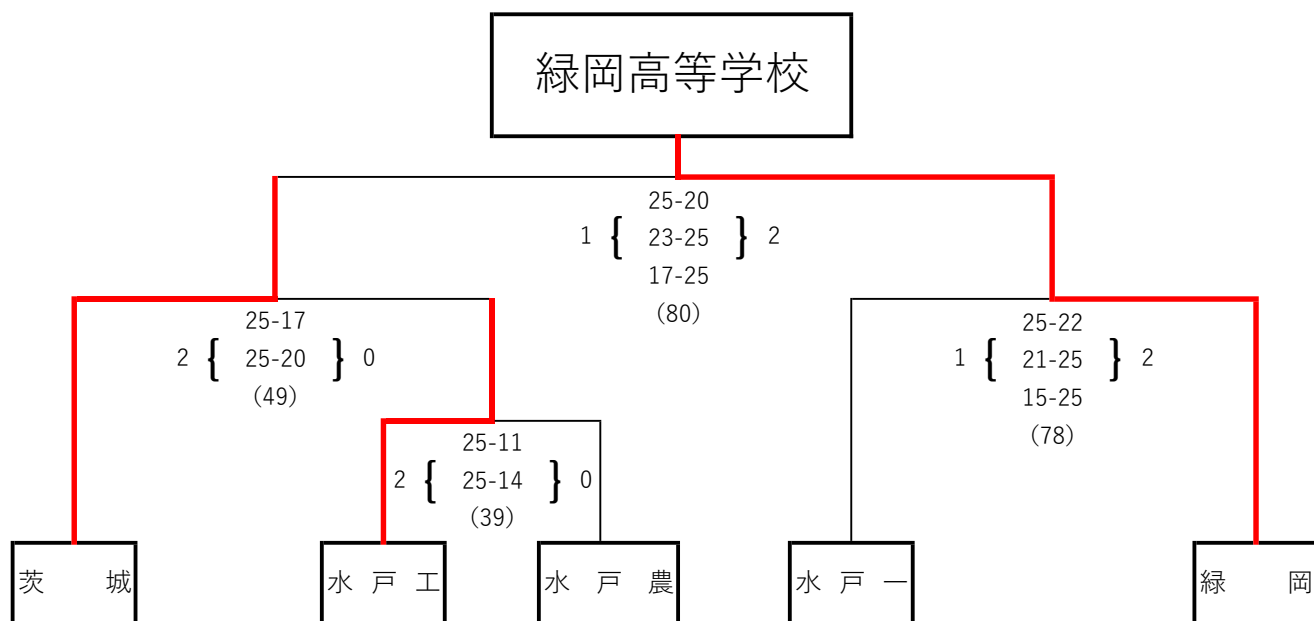 緑岡高等学校
25-20
1 { 23-25 } 2
17-25
(80)
25-17
2 { 25-20 } 0
(49)
25-22
1 { 21-25 } 2
15-25
(78)
25-11
2 { 25-14 } 0
(39)
茨 城
水 戸 工
水 戸 農
水 戸 一
緑 岡